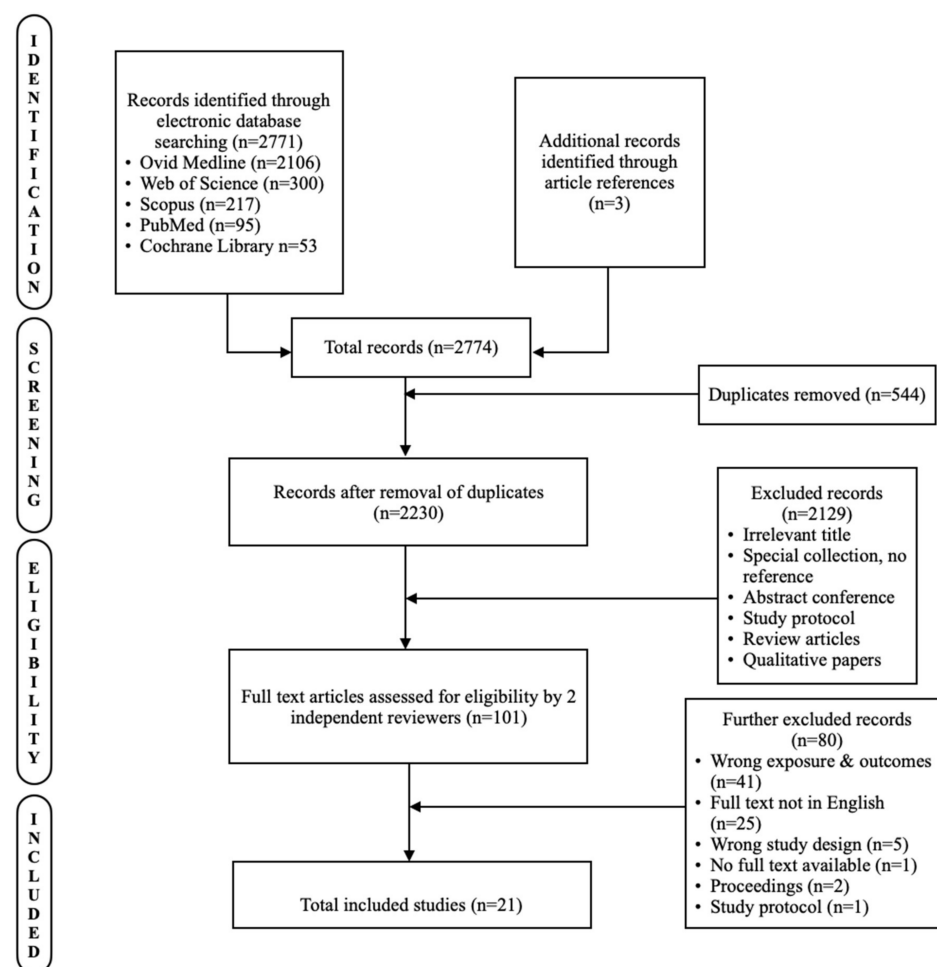 IDENTIFICATION
Records identified through
electronic database
searching (n=2771)
• Ovid Medline (n=2106)
• Web of Science (n=300)
• Scopus (n=217)
• PubMed (n=95)
• Cochrane Library n=53
Additional records
identified through
article references
(n=3)
Total records (n=2774)
SCREENING
Duplicates removed (n=544)
Records after removal of duplicates
(n=2230)
Excluded records
(n=2129)
• Irrelevant title
• Special collection, no
reference
• Abstract conference
• Study protocol
• Review articles
• Qualitative papers
ELIGIBILITY
Full text articles assessed for eligibility by 2
independent reviewers (n=101)
Further excluded records
(n=80)
• Wrong exposure & outcomes
(n=41)
• Full text not in English
(n=25)
• Wrong study design (n=5)
• No full text available (n=1)
• Proceedings (n=2)
• Study protocol (n=1)
INCLUDED
Total included studies (n=21)